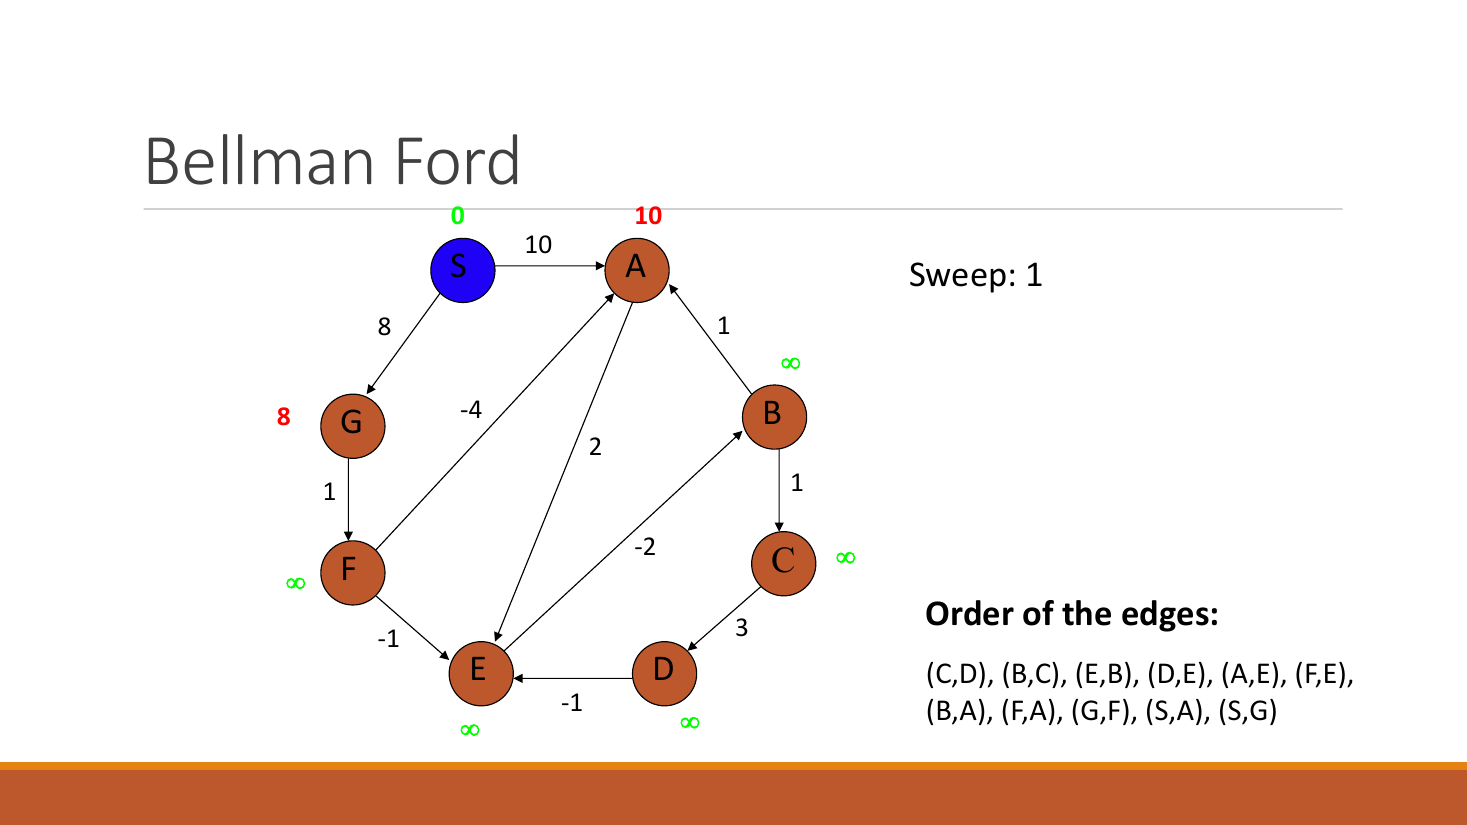 Bellman Ford
0
10
S
10
A
Sweep: 1
8
1
∞
8
G
-4
B
2
1
1
-2
F
C
∞
∞
Order of the edges:
-1
3
E
D
(C,D), (B,C), (E,B), (D,E), (A,E), (F,E),
-1
(B,A), (F,A), (G,F), (S,A), (S,G)
∞
∞